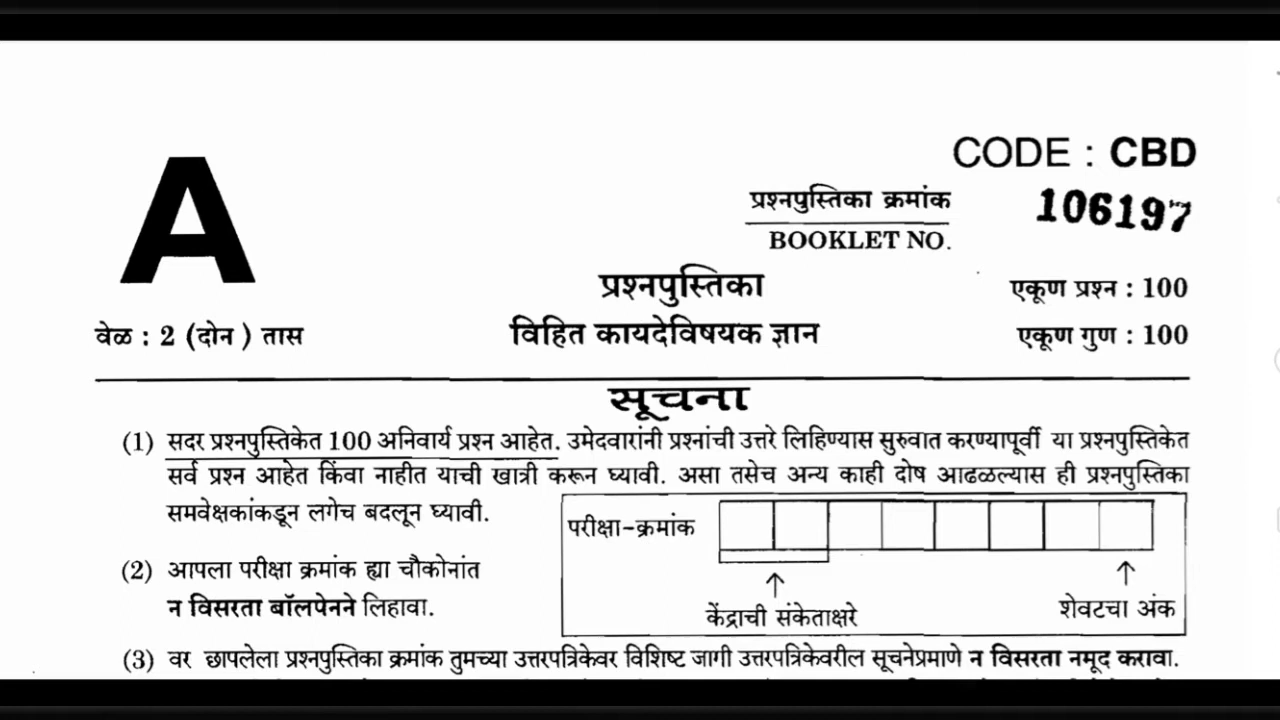 CODE : CBD
A
प्रश्नपुस्तिका क्रमांक 106197
BOOKLET NO.
प्रश्नपुस्तिका
एकूण प्रश्न : 100
वेळ : 2 (दोन ) तास
विहित कायदेविषयक ज्ञान
एकूण गुण : 100
सूचना
(1) सदर प्रश्नपुस्तिकेत 100 अनिवार्य प्रश्न आहेत. उमेदवारांनी प्रश्नांची उत्तरे लिहिण्यास सुरुवात करण्यापूर्वी या प्रश्नपुस्तिकेत
सर्व प्रश्न आहेत किंवा नाहीत याची खात्री करून घ्यावी. असा तसेच अन्य काही दोष आढळल्यास ही प्रश्नपुस्तिका
समवेक्षकांकडून लगेच बदलून घ्यावी.
परीक्षा-क्रमांक
(2) आपला परीक्षा क्रमांक ह्या चौकोनांत
न विसरता बॉलपेनने लिहावा.
केंद्राची संकेताक्षरे
शेवटचा अंक
(3) वर छापलेला प्रश्नपुस्तिका क्रमांक तुमच्या उत्तरपत्रिकेवर विशिष्ट जागी उत्तरपत्रिकेवरील सूचनेप्रमाणे न विसरता नमूद करावा.